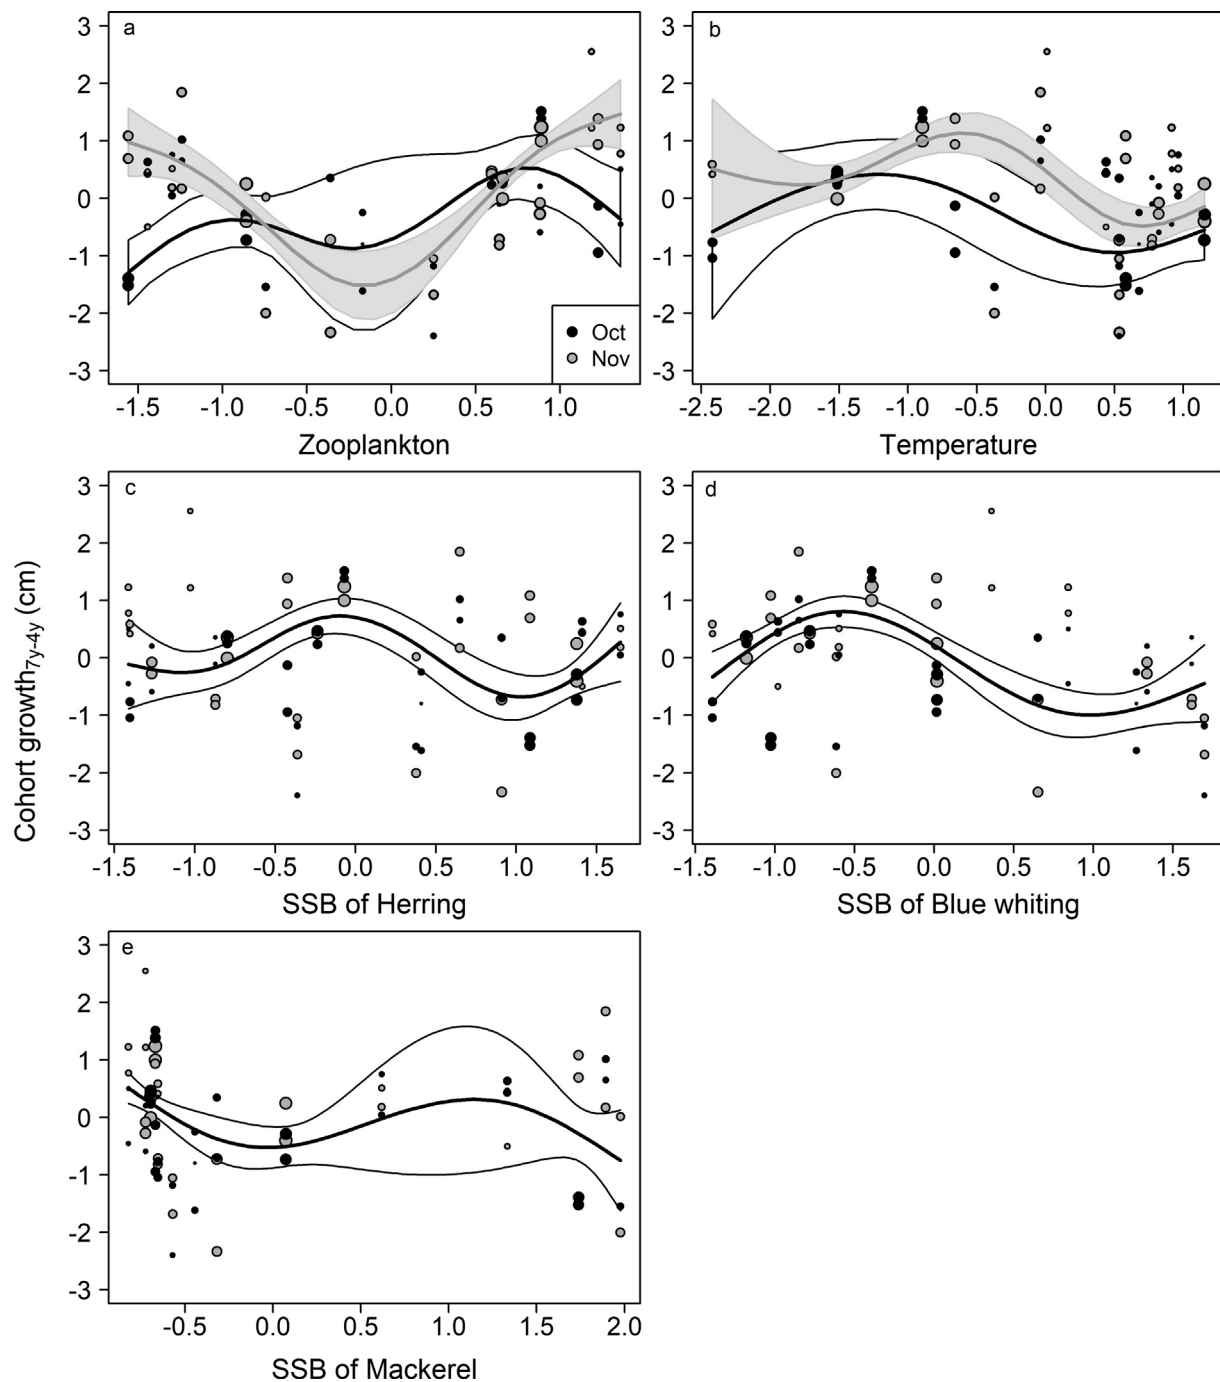 a
b
3
2
1
0
-1
-2
-3
Oct
Nov
-1.5 -1.0 -0.5 0.0 0.5 1.0
Zooplankton
3
2
1
0
-1
-2
-3
-2.5 -2.0 -1.5 -1.0 -0.5 0.0 0.5 1.0
Temperature
Cohort growth7y-4y (cm)
c
3
2
1
0
-1
-2
-3
-1.5 -1.0 -0.5 0.0 0.5 1.0 1.5
SSB of Herring
d
3
2
1
0
-1
-2
-3
-1.5 -1.0 -0.5 0.0 0.5 1.0 1.5
SSB of Blue whiting
e
3
2
1
0
-1
-2
-3
-0.5 0.0 0.5 1.0 1.5 2.0
SSB of Mackerel